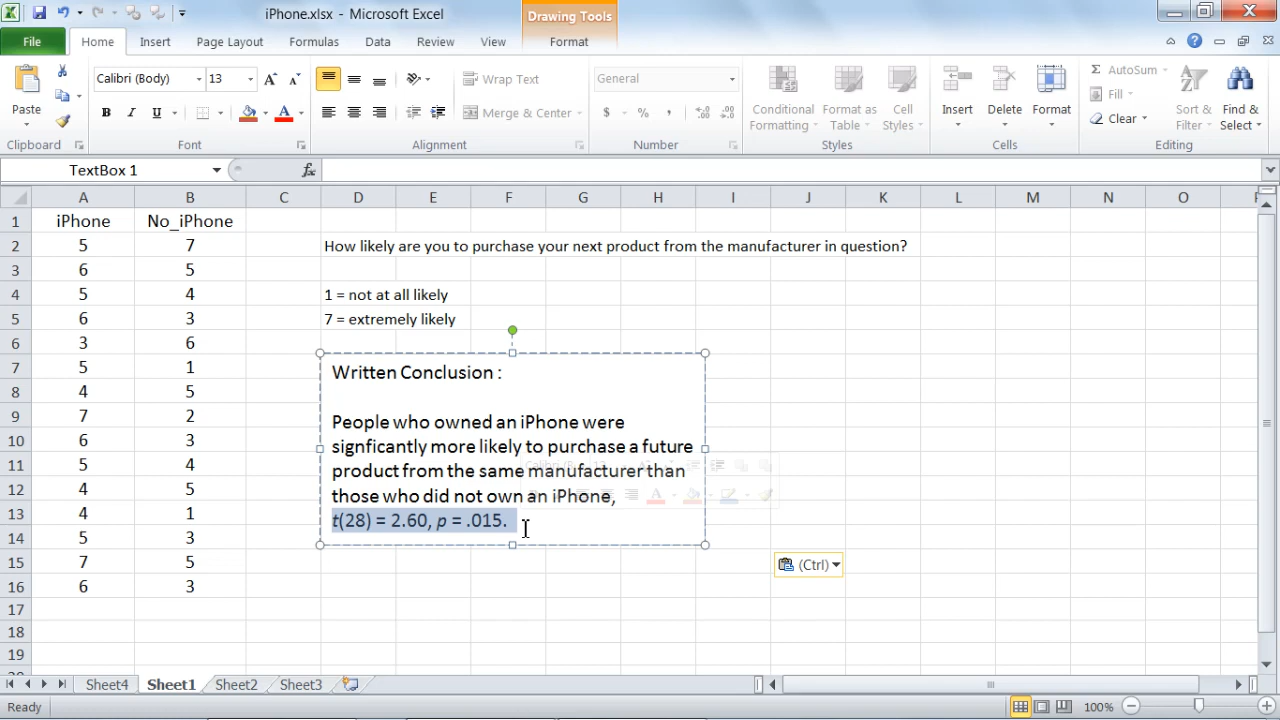 iPhone.xlsx - Microsoft Excel
Drawing Tools
File Home Insert Page Layout Formulas Data Review View Format
Paste
Calibri (Body) 13
Wrap Text
General
Merge & Center
$ % ,
Conditional Formatting
Format as Table
Cell Styles
Insert
Delete
Format
AutoSum
Fill
Clear
Sort & Filter
Find & Select
Clipboard Font Alignment Number Styles Cells Editing
TextBox 1
fx
A B C D E F G H I J K L M N O P
1 iPhone No_iPhone
2 5 7 How likely are you to purchase your next product from the manufacturer in question?
3 6 5
4 5 4 1 = not at all likely
5 6 3 7 = extremely likely
6 3 6
7 5 1
8 4 5
9 7 2
10 6 3
11 5 4
12 4 5
13 4 1
14 5 3
15 7 5
16 6 3
17
18
19
Written Conclusion :
People who owned an iPhone were
signficantly more likely to purchase a future
product from the same manufacturer than
those who did not own an iPhone,
t(28) = 2.60, p = .015.
(Ctrl)
Sheet4 Sheet1 Sheet2 Sheet3
Ready
100%